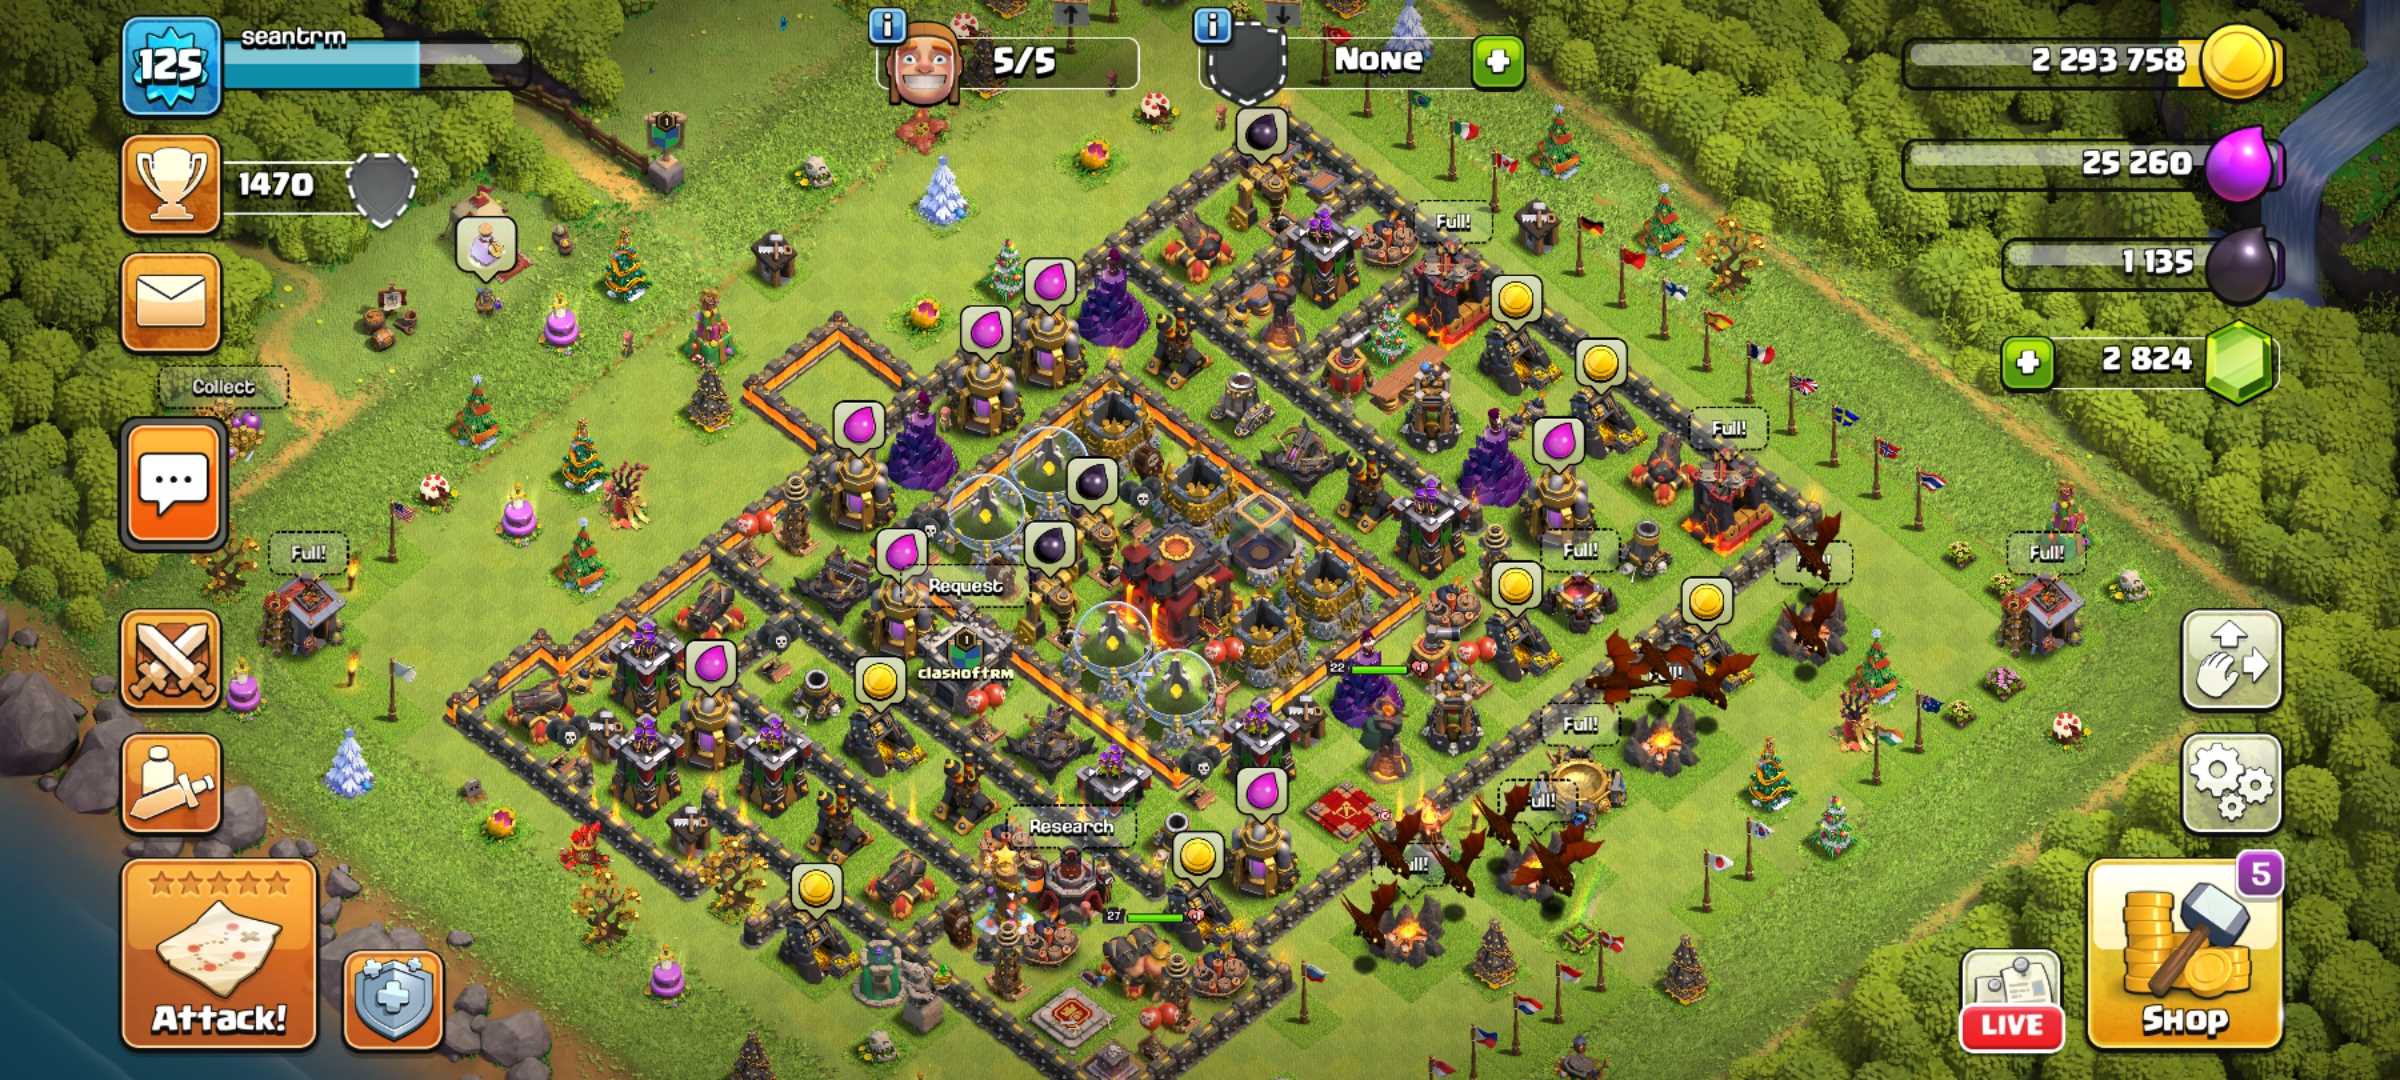 125
seantrm
5/5
None
2 293 758
1470
25 260
Full!
1 135
2 824
Collect
Full!
Full!
Full!
Full!
Request
clashoftrm
22
Full!
Research
27
5
Attack!
LIVE
Shop